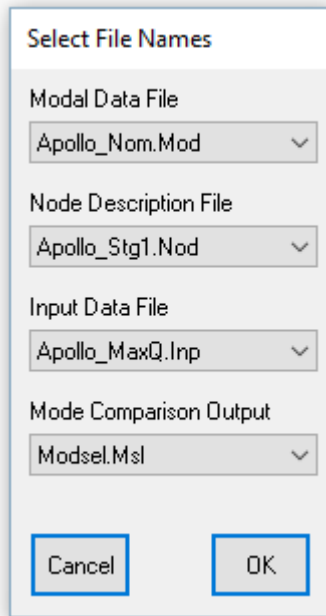 Select File Names
Modal Data File
Apollo_Nom.Mod
Node Description File
Apollo_Stg1.Nod
Input Data File
Apollo_MaxQ.Inp
Mode Comparison Output
Modsel.Msl
Cancel OK